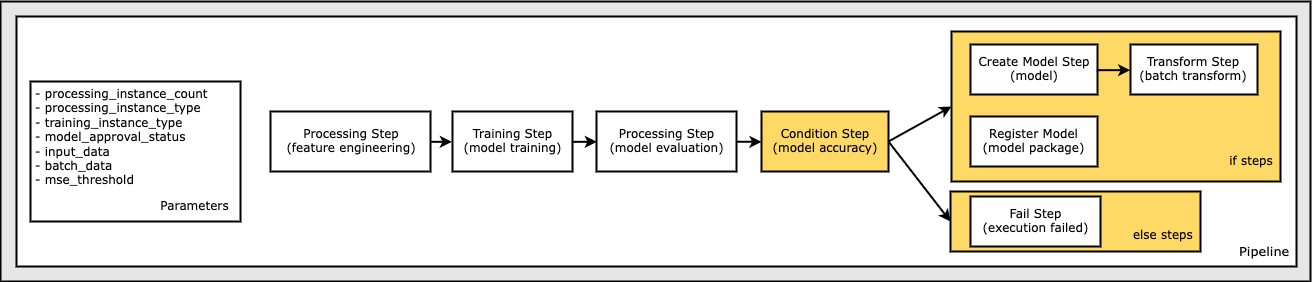 - processing_instance_count
- processing_instance_type
- training_instance_type
- model_approval_status
- input_data
- batch_data
- mse_threshold
Parameters
Processing Step
(feature engineering)
Training Step
(model training)
Processing Step
(model evaluation)
Condition Step
(model accuracy)
Create Model Step
(model)
Transform Step
(batch transform)
Register Model
(model package)
if steps
Fail Step
(execution failed)
else steps
Pipeline